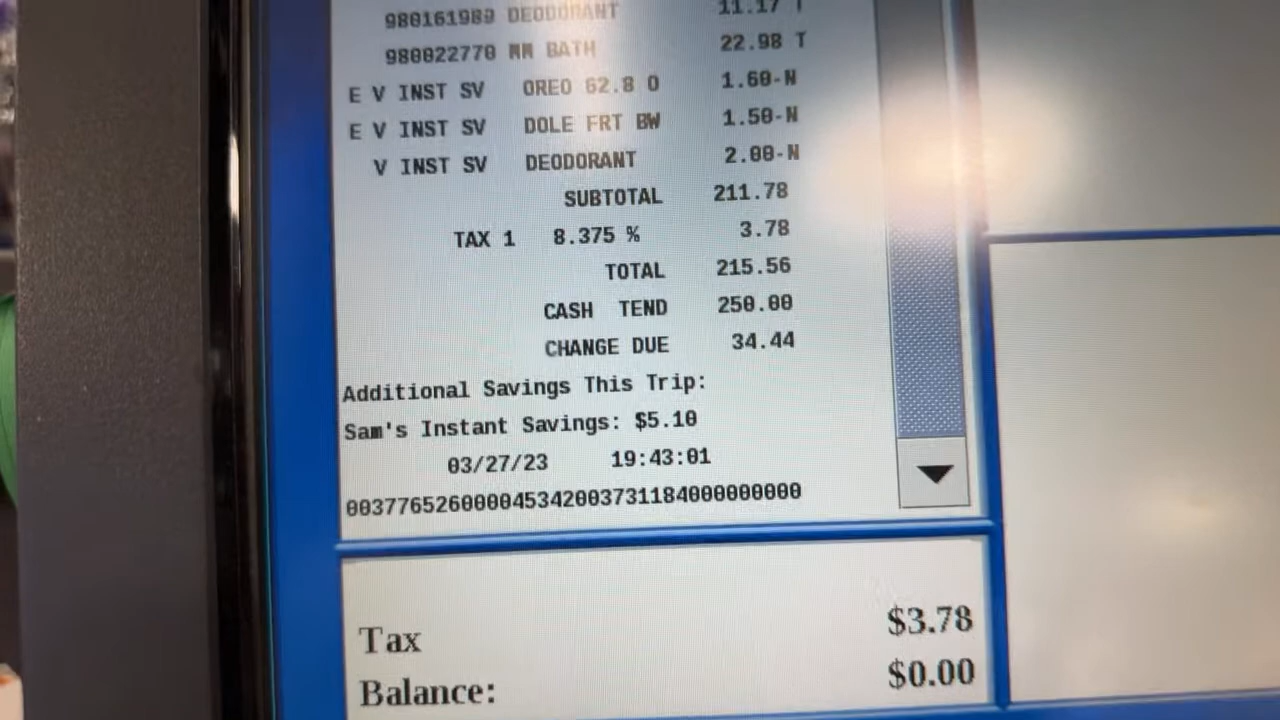 980161989 DEODORANT 11.17 T
980022770 MM BATH 22.98 T
E V INST SV OREO 62.8 O 1.60-N
E V INST SV DOLE FRT BW 1.50-N
V INST SV DEODORANT 2.00-N
SUBTOTAL 211.78
TAX 1 8.375 % 3.78
TOTAL 215.56
CASH TEND 250.00
CHANGE DUE 34.44
Additional Savings This Trip:
Sam's Instant Savings: $5.10
03/27/23 19:43:01
003776526000045342003731184000000000
Tax $3.78
Balance: $0.00